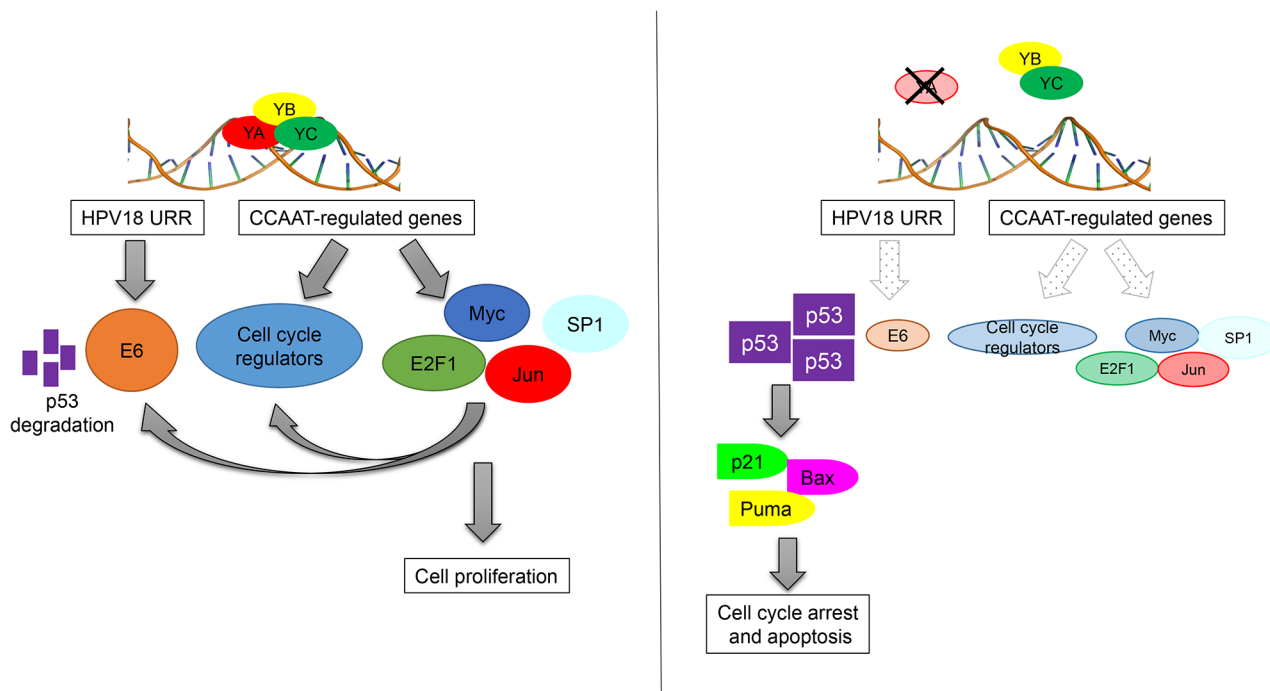 YB
YA
YC
HPV18 URR
CCAAT-regulated genes
E6
Cell cycle
regulators
Myc
SP1
E2F1
Jun
p53
degradation
Cell proliferation
YA
YB
YC
HPV18 URR
CCAAT-regulated genes
p53
p53
p53
E6
Cell cycle
regulators
Myc
SP1
E2F1
Jun
p21
Bax
Puma
Cell cycle arrest
and apoptosis